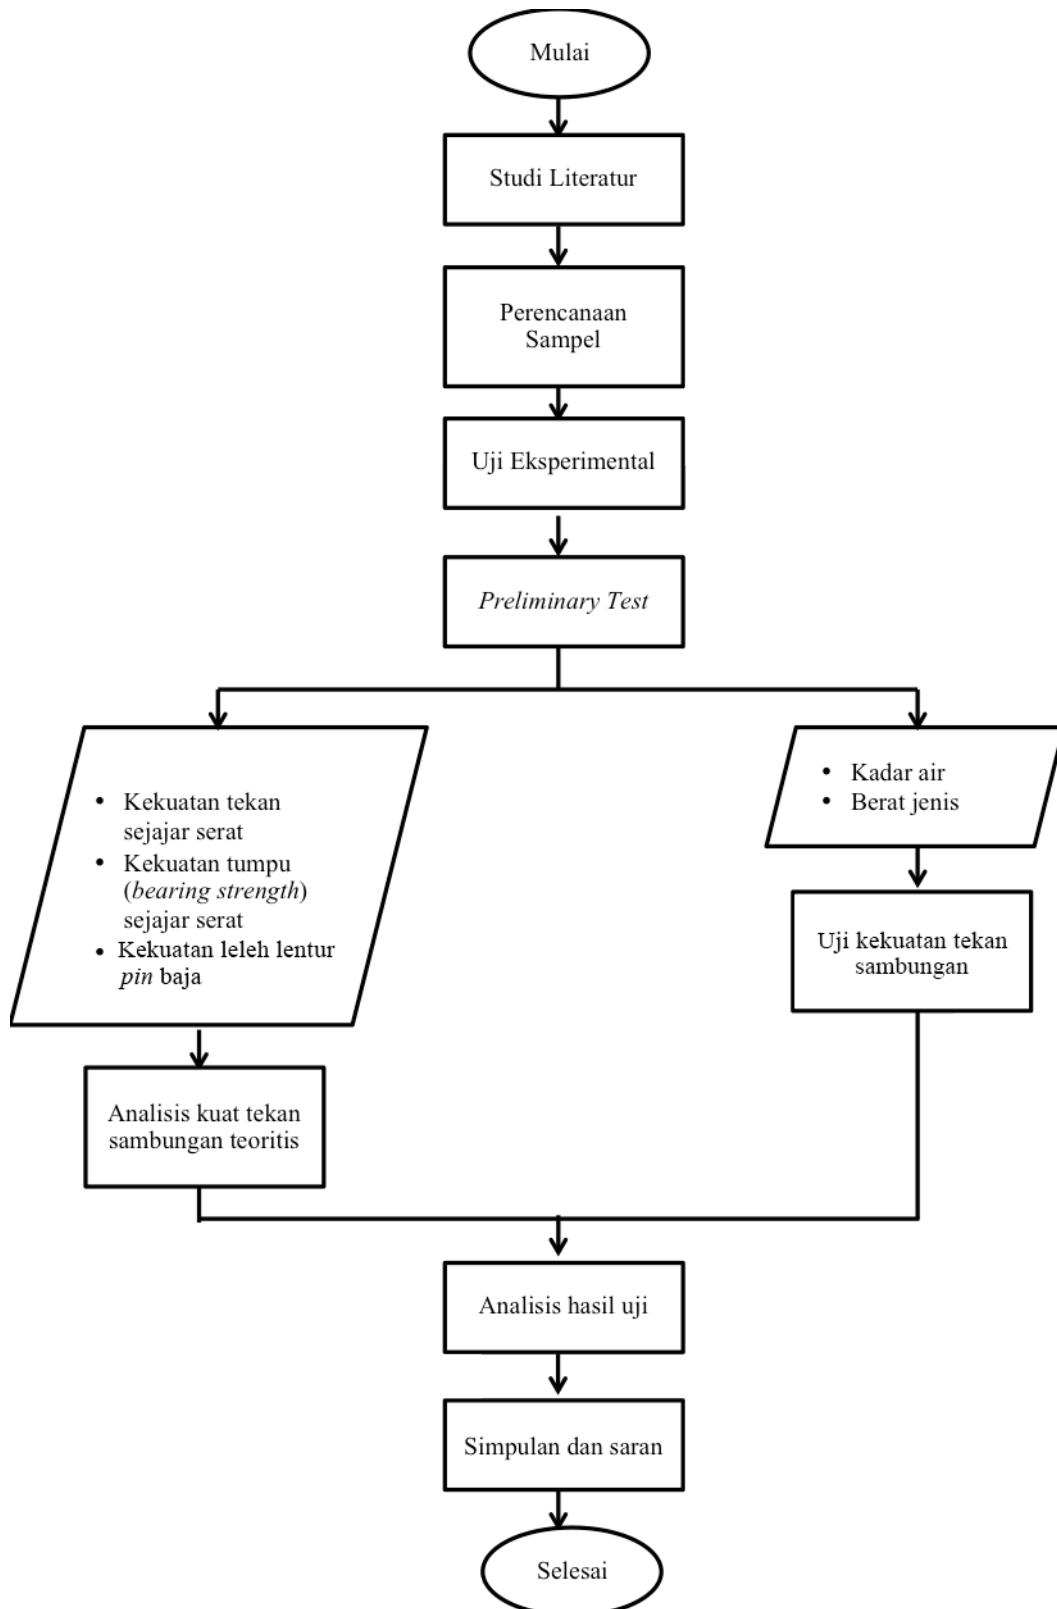 Mulai
Studi Literatur
Perencanaan
Sampel
Uji Eksperimental
Preliminary Test
• Kekuatan tekan
sejajar serat
• Kekuatan tumpu
(bearing strength)
sejajar serat
• Kekuatan leleh lentur
pin baja
• Kadar air
• Berat jenis
Uji kekuatan tekan
sambungan
Analisis kuat tekan
sambungan teoritis
Analisis hasil uji
Simpulan dan saran
Selesai